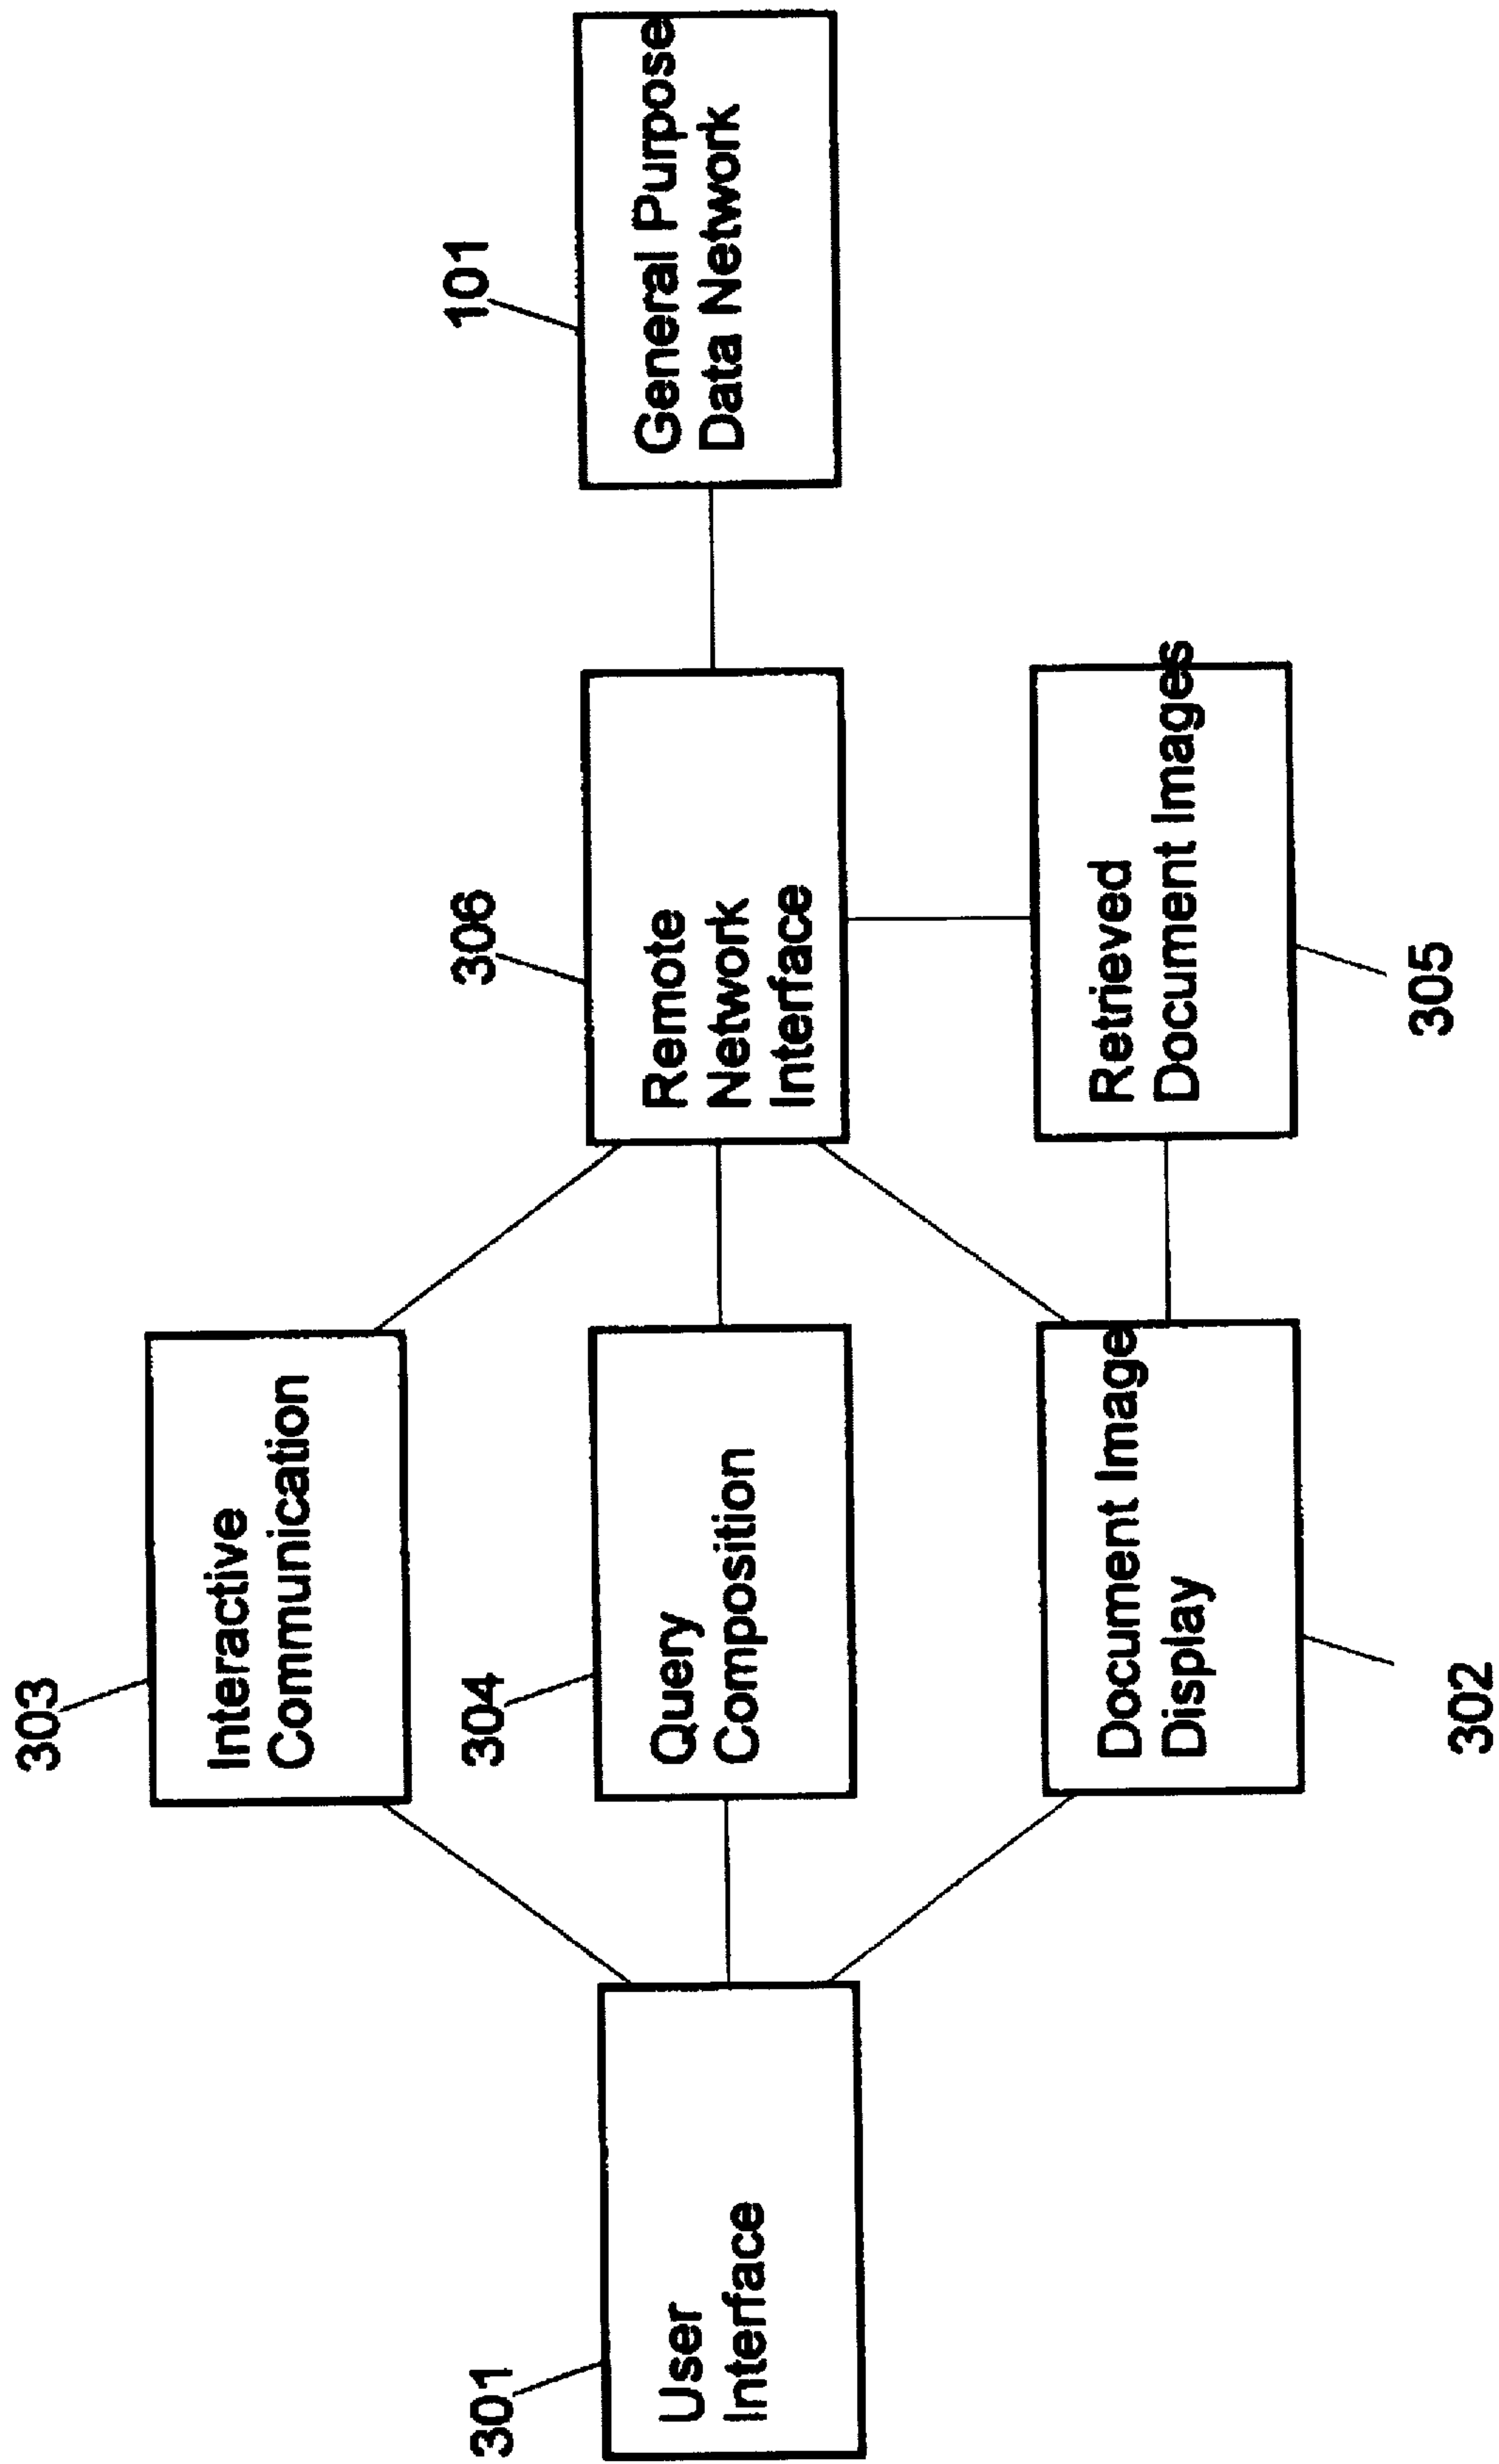 303
Interactive
Communication
101
306
304
301
General Purpose
Data Network
Remote
Network
Interface
Query
Composition
User
Interface
Retrieved
Document Images
Document Image
Display
305
302